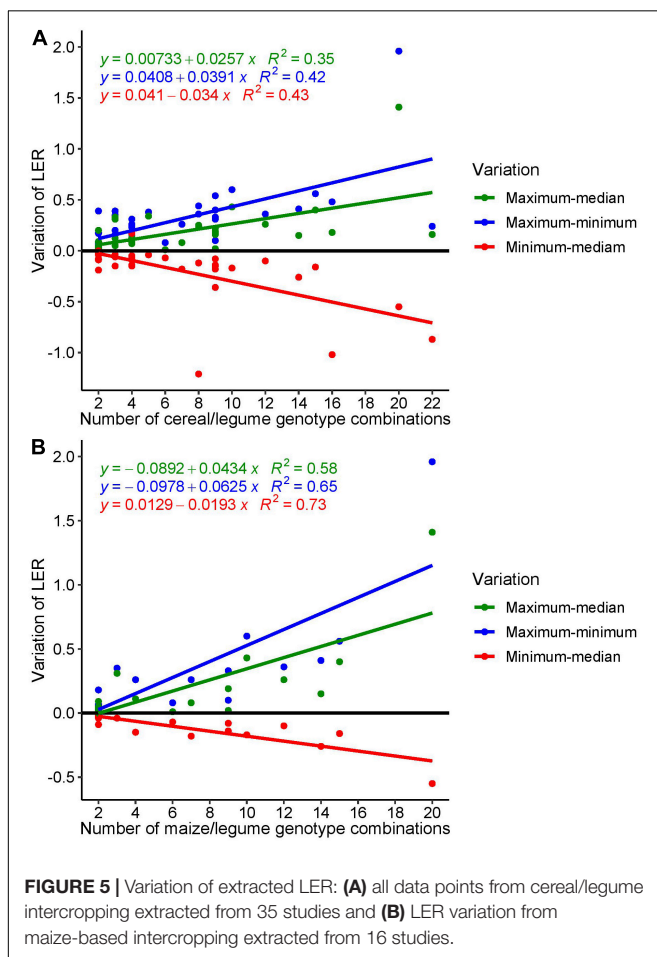 A
y = 0.00733 + 0.0257 x R² = 0.35
y = 0.0408 + 0.0391 x R² = 0.42
y = 0.041 − 0.034 x R² = 0.43
Variation of LER
2.0
1.5
1.0
0.5
0.0
-0.5
-1.0
2 4 6 8 10 12 14 16 18 20 22
Number of cereal/legume genotype combinations
Variation
Maximum-median
Maximum-minimum
Minimum-mediam
B
y = − 0.0892 + 0.0434 x R² = 0.58
y = − 0.0978 + 0.0625 x R² = 0.65
y = 0.0129 − 0.0193 x R² = 0.73
Variation of LER
2.0
1.5
1.0
0.5
0.0
-0.5
2 4 6 8 10 12 14 16 18 20
Number of maize/legume genotype combinations
Variation
Maximum-median
Maximum-minimum
Minimum-median
FIGURE 5 | Variation of extracted LER: (A) all data points from cereal/legume
intercropping extracted from 35 studies and (B) LER variation from
maize-based intercropping extracted from 16 studies.